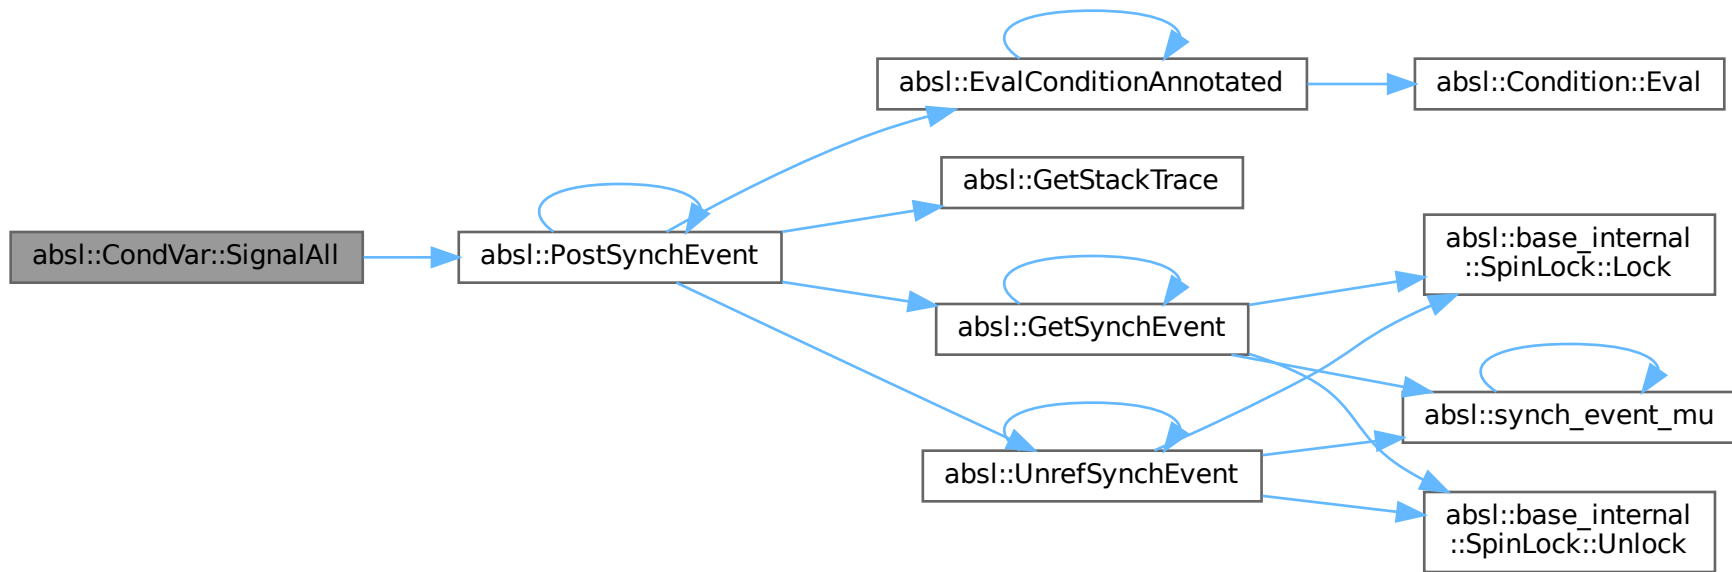 absl::CondVar::SignalAll
absl::PostSynchEvent
absl::EvalConditionAnnotated
absl::Condition::Eval
absl::GetStackTrace
absl::GetSynchEvent
absl::UnrefSynchEvent
absl::base_internal
::SpinLock::Lock
absl::synch_event_mu
absl::base_internal
::SpinLock::Unlock